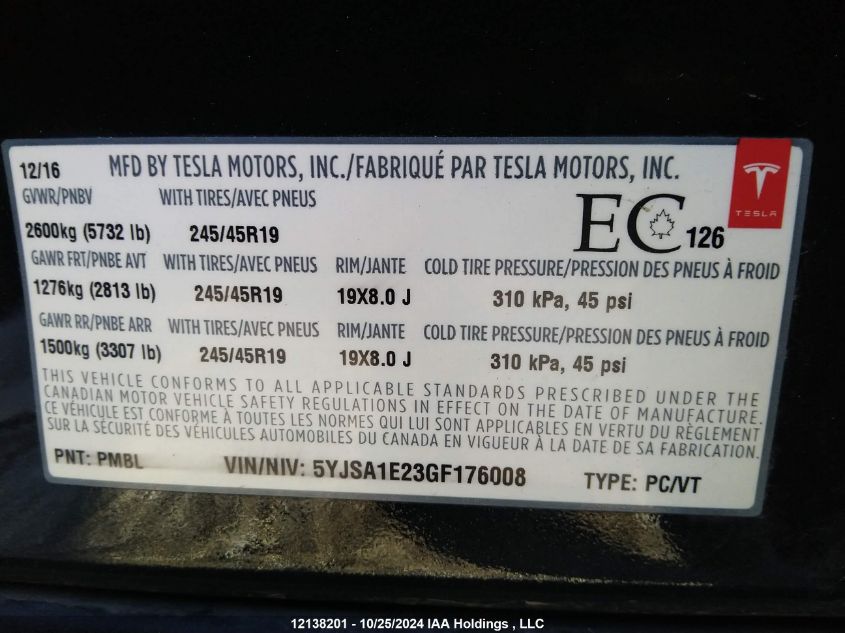 12/16 MFD BY TESLA MOTORS, INC./FABRIQUÉ PAR TESLA MOTORS, INC.
GVWR/PNBV WITH TIRES/AVEC PNEUS
2600kg (5732 lb) 245/45R19
EC 126
TESLA
GAWR FRT/PNBE AVT WITH TIRES/AVEC PNEUS RIM/JANTE COLD TIRE PRESSURE/PRESSION DES PNEUS À FROID
1276kg (2813 lb) 245/45R19 19X8.0 J 310 kPa, 45 psi
GAWR RR/PNBE ARR WITH TIRES/AVEC PNEUS RIM/JANTE COLD TIRE PRESSURE/PRESSION DES PNEUS À FROID
1500kg (3307 lb) 245/45R19 19X8.0 J 310 kPa, 45 psi
THIS VEHICLE CONFORMS TO ALL APPLICABLE STANDARDS PRESCRIBED UNDER THE
CANADIAN MOTOR VEHICLE SAFETY REGULATIONS IN EFFECT ON THE DATE OF MANUFACTURE.
CE VÉHICULE EST CONFORME À TOUTES LES NORMES QUI LUI SONT APPLICABLES EN VERTU DU RÈGLEMENT
SUR LA SÉCURITÉ DES VÉHICULES AUTOMOBILES DU CANADA EN VIGUEUR À LA DATE DE SA FABRICATION.
PNT: PMBL VIN/NIV: 5YJSA1E23GF176008 TYPE: PC/VT
12138201 - 10/25/2024 IAA Holdings , LLC